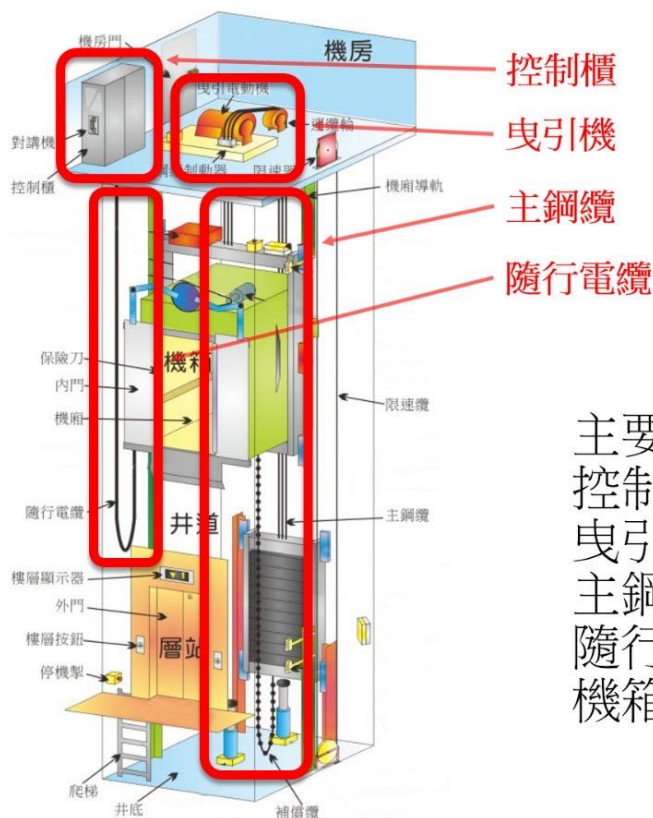 機房門
機房
控制櫃
曳引電動機
曳引機
運纜輪
對講機
制動器
限速器
控制櫃
機廂導軌
主鋼纜
隨行電纜
保險刀
機箱
內門
限速纜
機廂
主要
控制
曳引
主鋼
隨行
機箱
隨行電纜
主鋼纜
井道
樓層顯示器
外門
樓層按鈕
層站
停機掣
爬梯
井底
補償纜